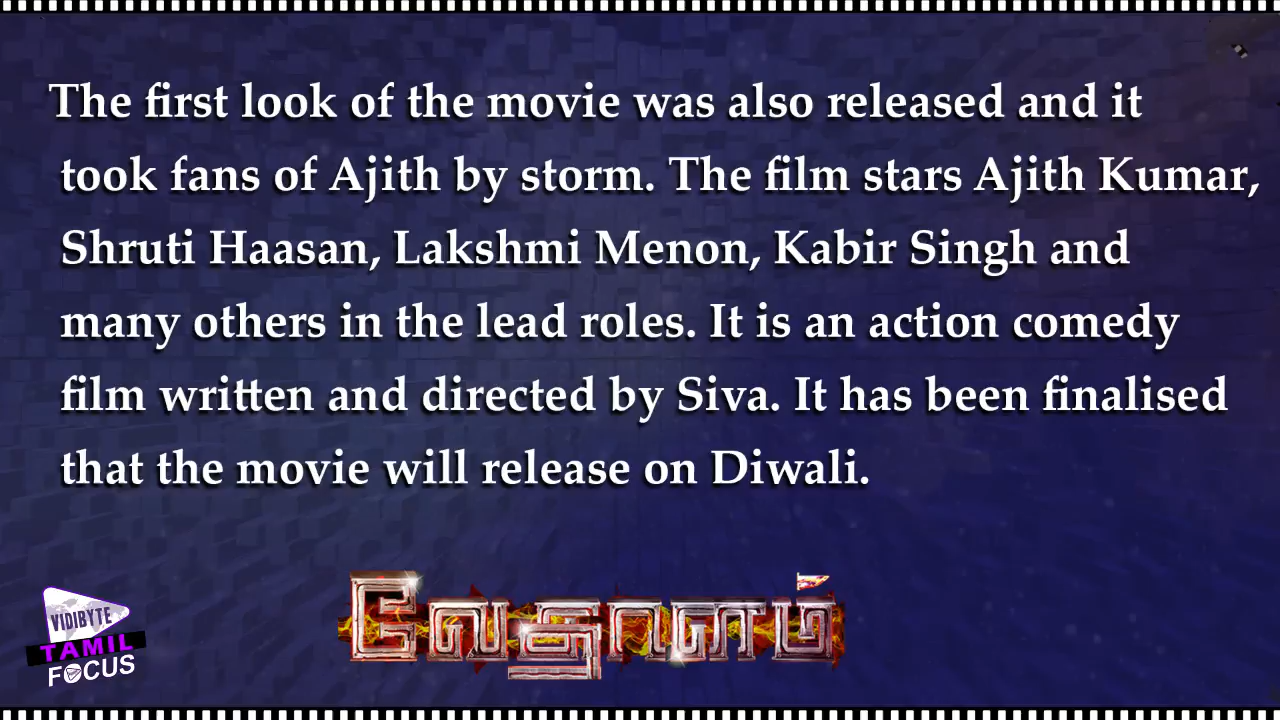 The first look of the movie was also released and it
took fans of Ajith by storm. The film stars Ajith Kumar,
Shruti Haasan, Lakshmi Menon, Kabir Singh and
many others in the lead roles. It is an action comedy
film written and directed by Siva. It has been finalised
that the movie will release on Diwali.
வேதாளம்
VIDIBYTE
TAMIL
FOCUS